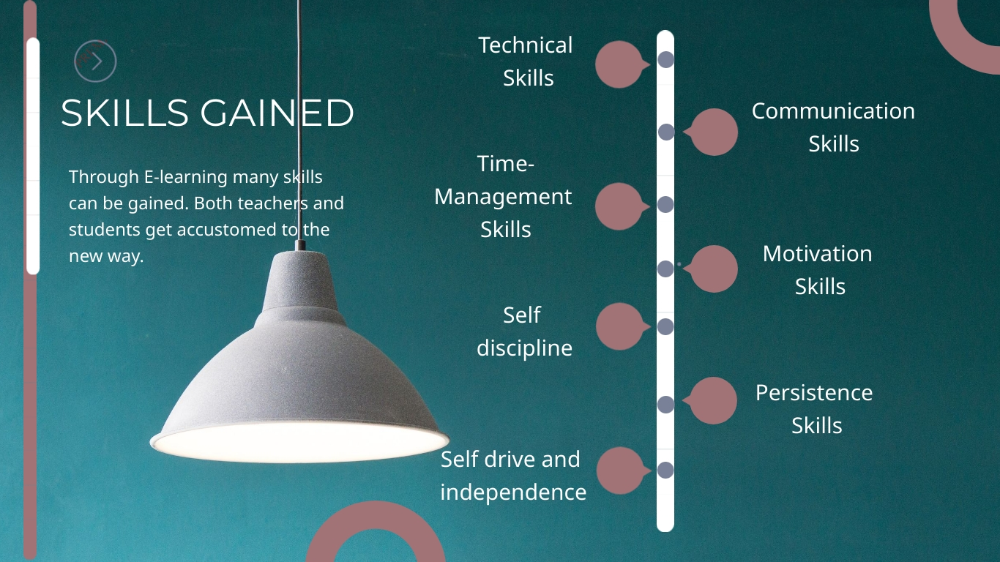 SKILLS GAINED
Through E-learning many skills
can be gained. Both teachers and
students get accustomed to the
new way.
Technical
Skills
Communication
Skills
Time-
Management
Skills
Motivation
Skills
Self
discipline
Persistence
Skills
Self drive and
independence